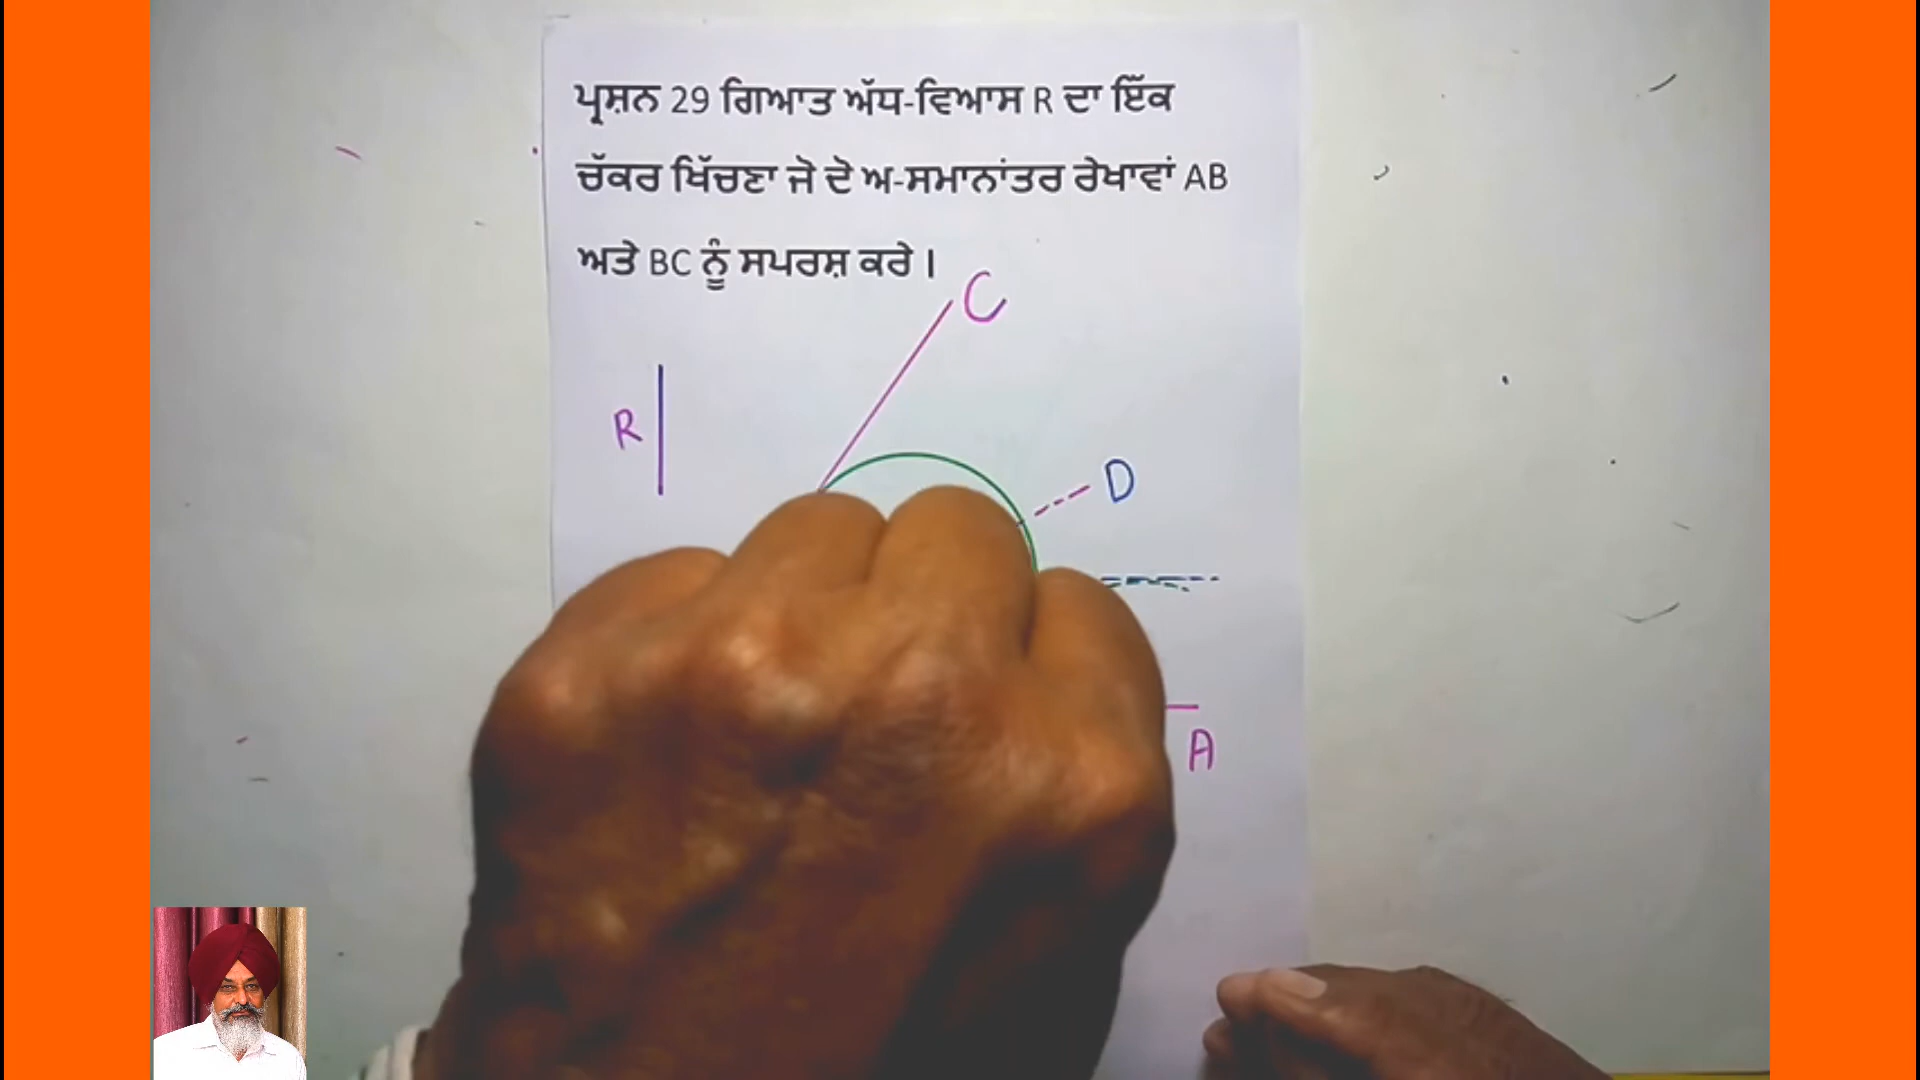 ਪ੍ਰਸ਼ਨ 29 ਗਿਆਤ ਅੱਧ-ਵਿਆਸ R ਦਾ ਇੱਕ
ਚੱਕਰ ਖਿੱਚਣਾ ਜੋ ਦੋ ਅ-ਸਮਾਨਾਂਤਰ ਰੇਖਾਵਾਂ AB
ਅਤੇ BC ਨੂੰ ਸਪਰਸ਼ ਕਰੇ ।
C
R
D
A